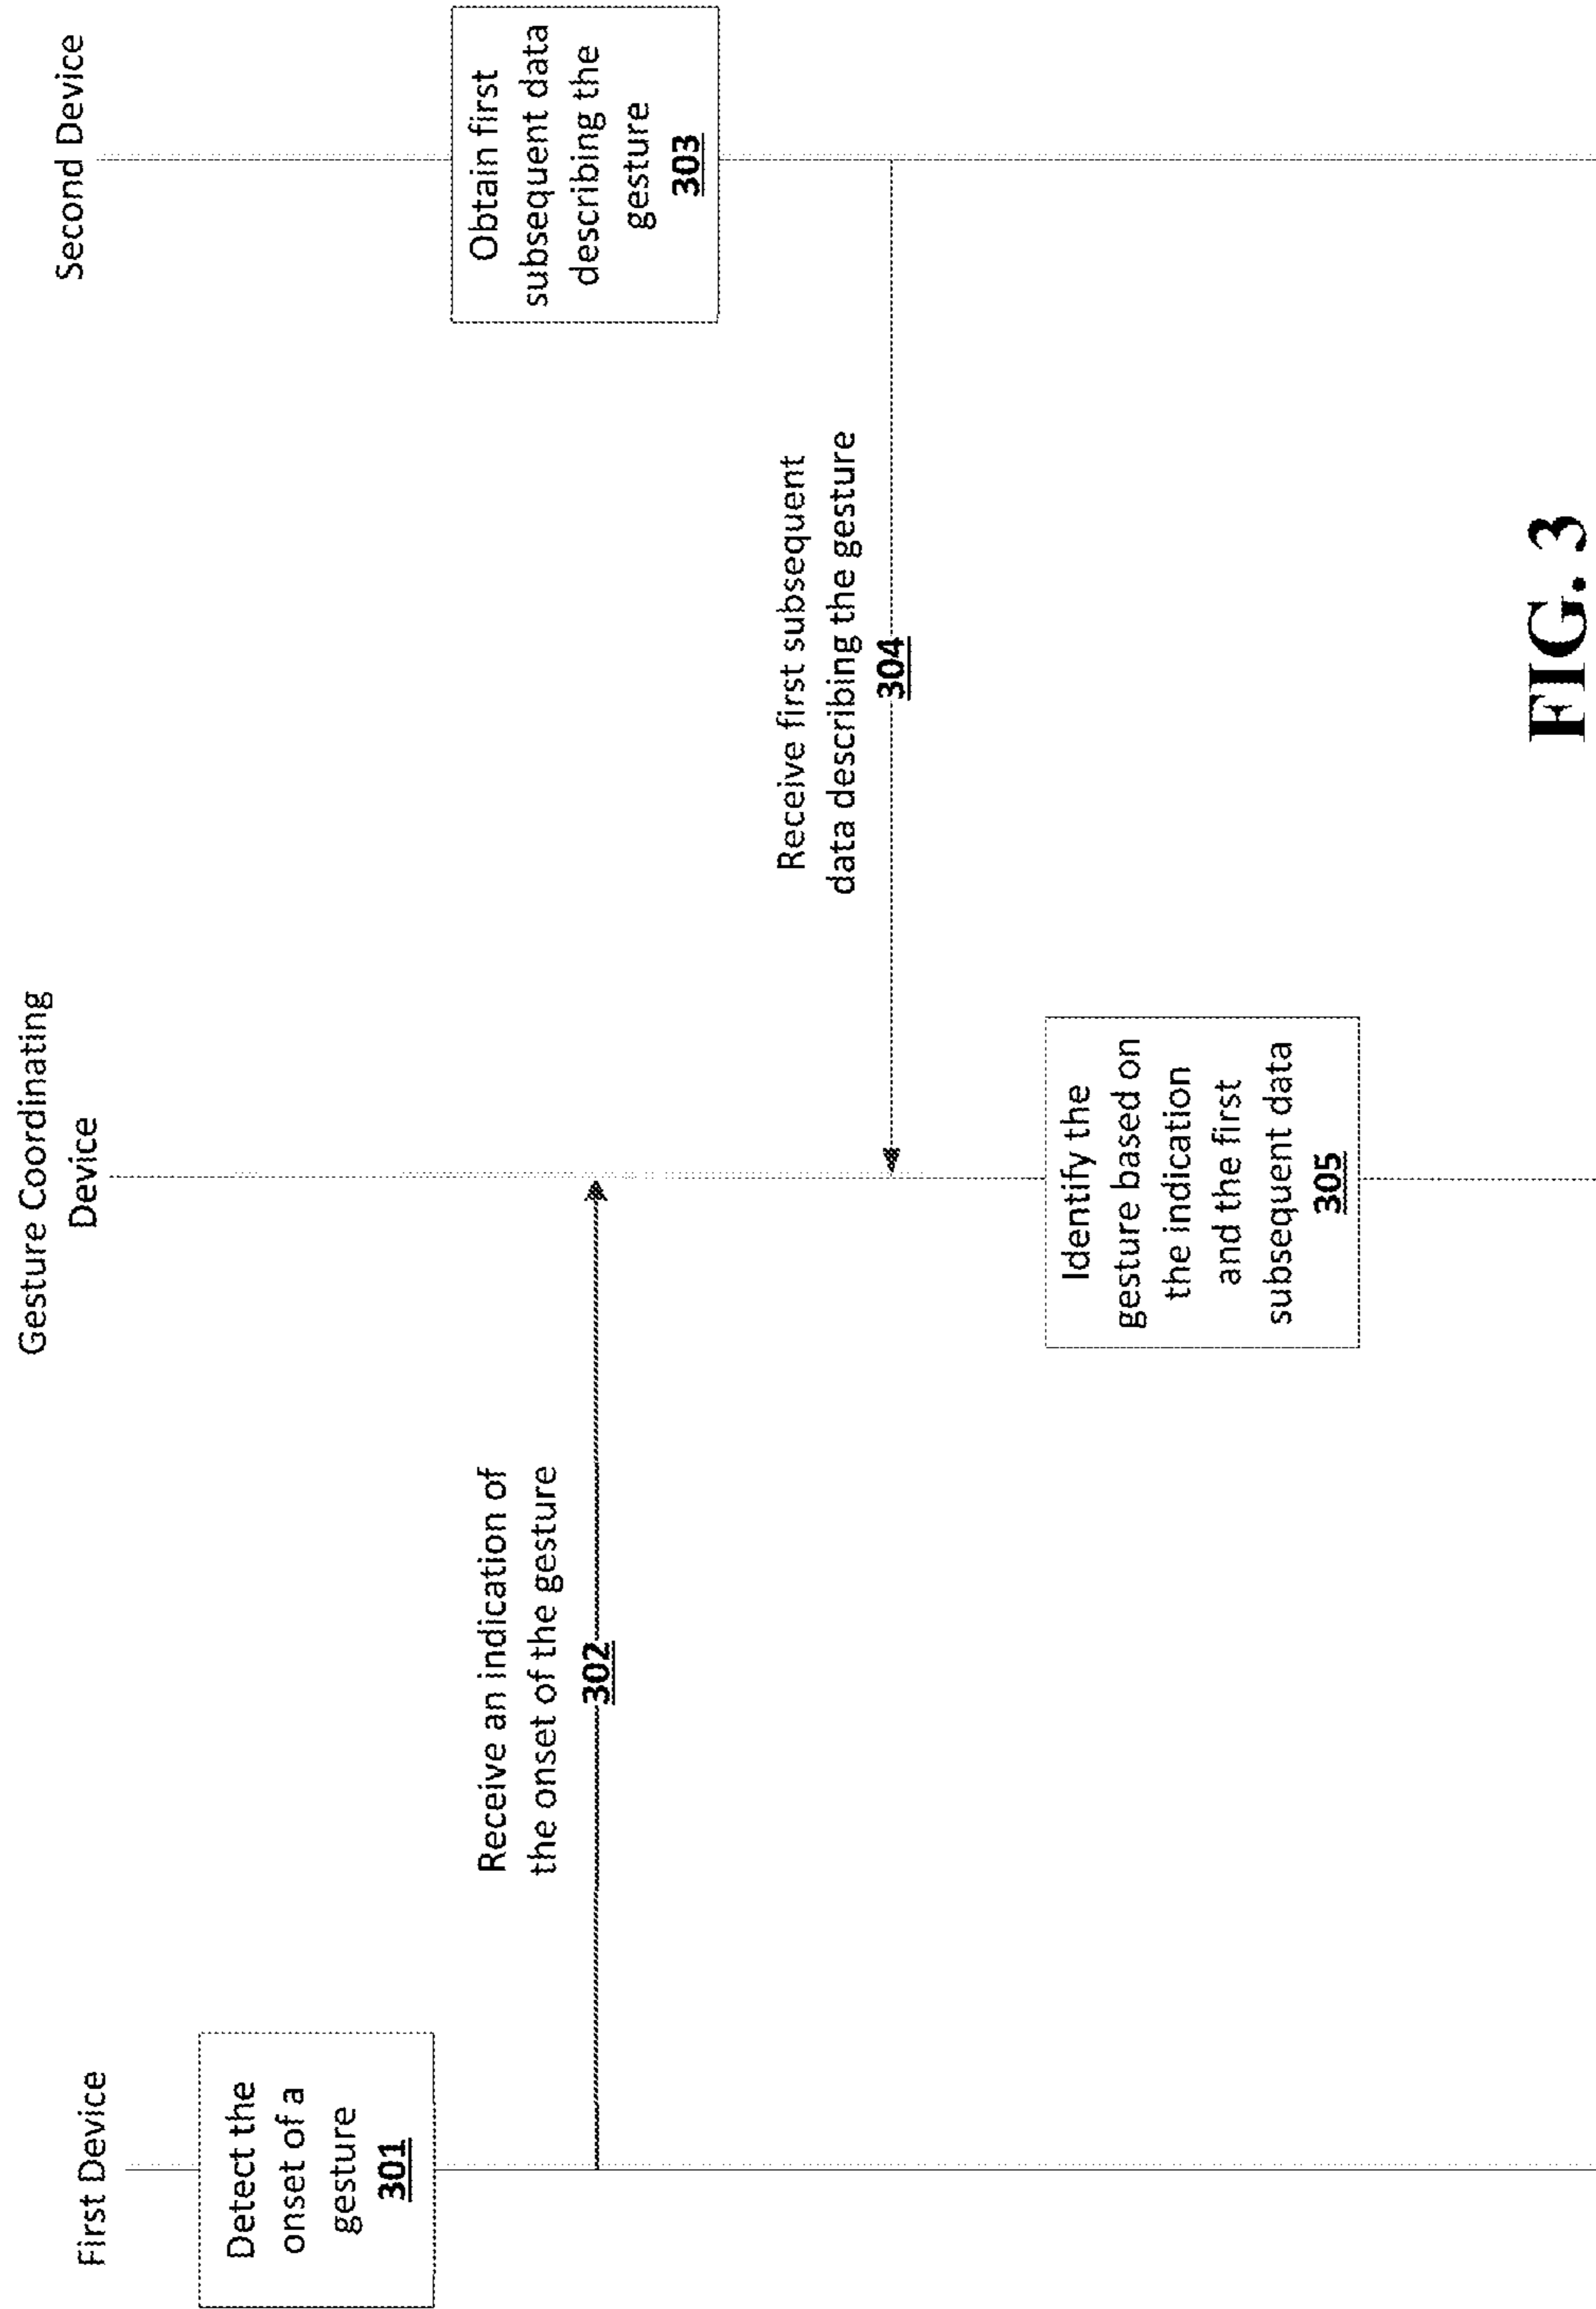 First Device
Gesture Coordinating
Device
Second Device
Detect the
onset of a
gesture
301
Receive an indication of
the onset of the gesture
302
Obtain first
subsequent data
describing the
gesture
303
Receive first subsequent
data describing the gesture
304
Identify the
gesture based on
the indication
and the first
subsequent data
305
FIG. 3